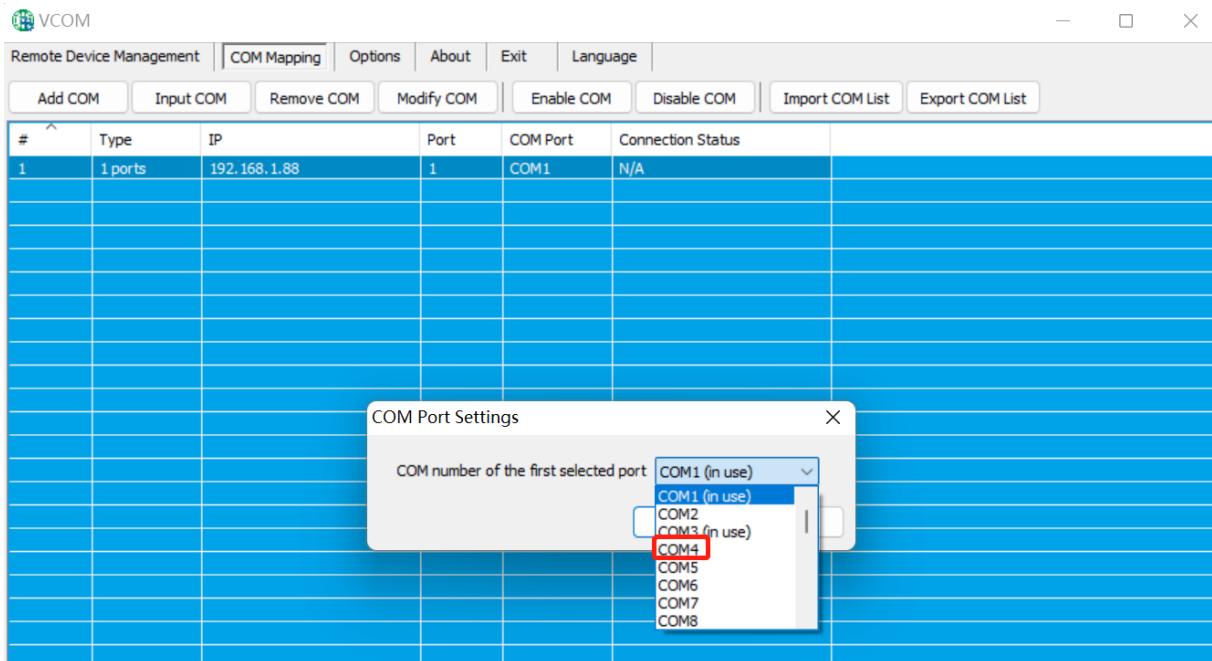 VCOM
Remote Device Management COM Mapping Options About Exit Language
Add COM Input COM Remove COM Modify COM Enable COM Disable COM Import COM List Export COM List
# Type IP Port COM Port Connection Status
1 1 ports 192.168.1.88 1 COM1 N/A
COM Port Settings
COM number of the first selected port COM1 (in use)
COM1 (in use)
COM2
COM3 (in use)
COM4
COM5
COM6
COM7
COM8